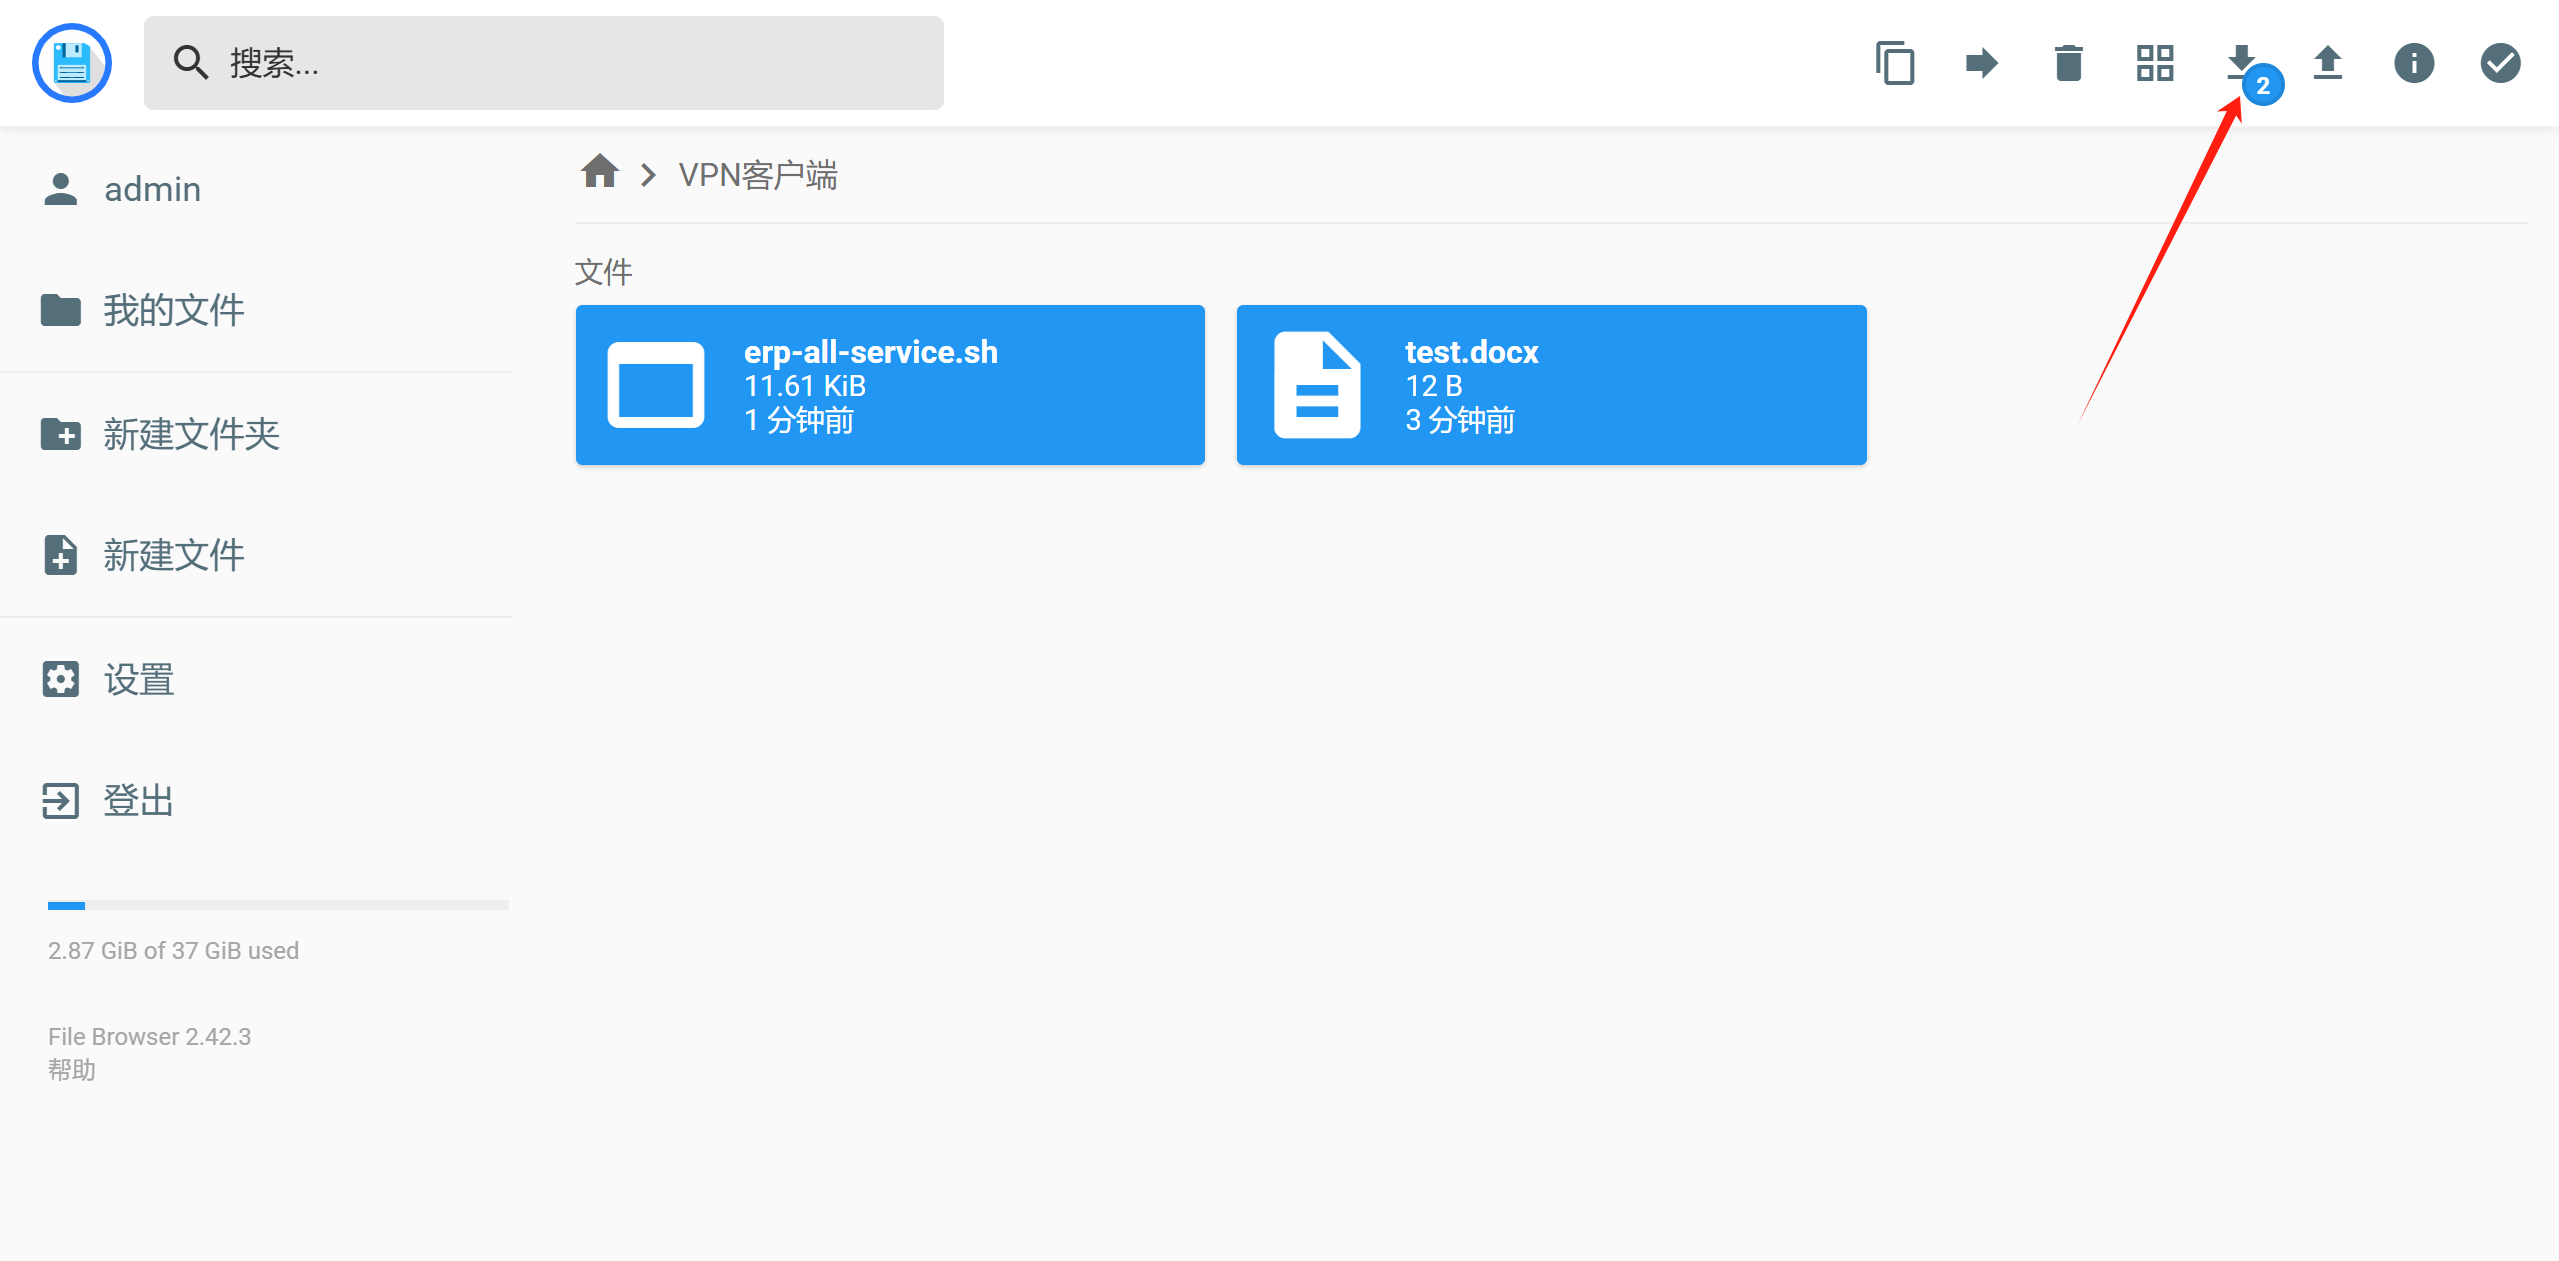 搜索...
2
admin
我的文件
新建文件夹
新建文件
设置
登出
2.87 GiB of 37 GiB used
File Browser 2.42.3
帮助
VPN客户端
文件
erp-all-service.sh
11.61 KiB
1 分钟前
test.docx
12 B
3 分钟前